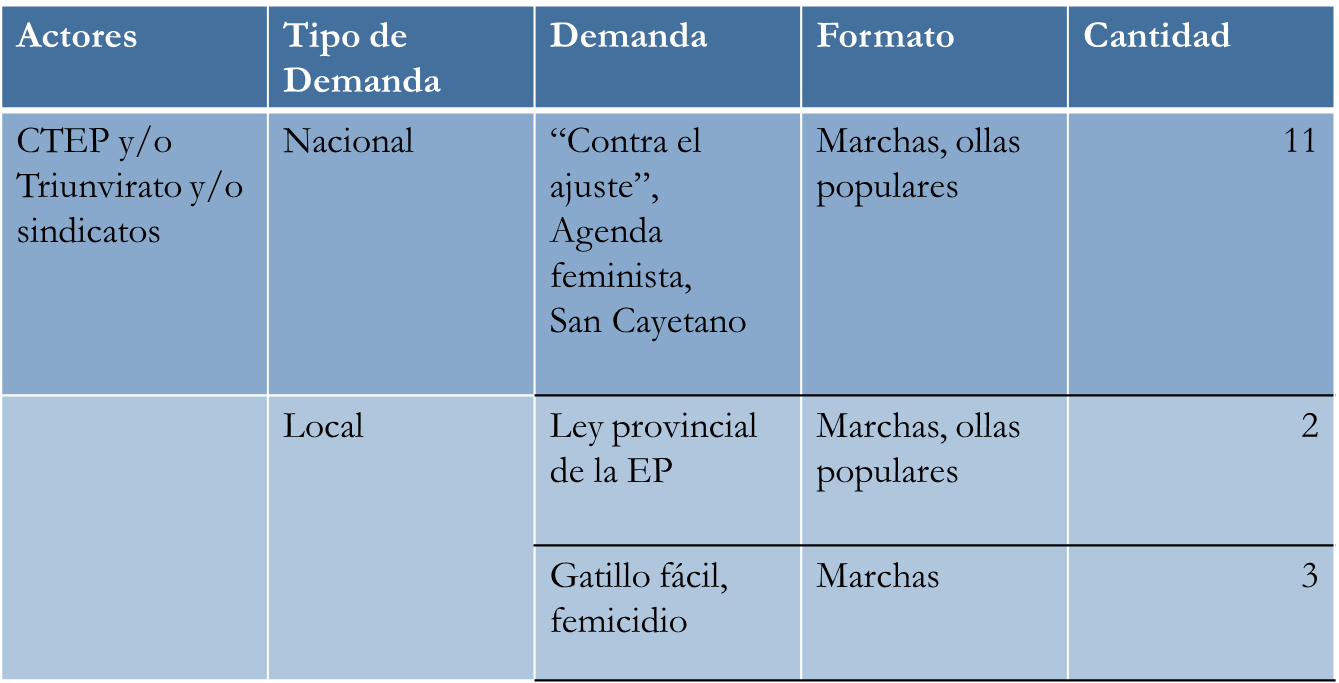 Actores
Tipo de
Demanda
Demanda
Formato
Cantidad
CTEP y/o
Triunvirato y/o
sindicatos
Nacional
“Contra el
ajuste”,
Agenda
feminista,
San Cayetano
Marchas, ollas
populares
11
Local
Ley provincial
de la EP
Marchas, ollas
populares
2
Gatillo fácil,
femicidio
Marchas
3